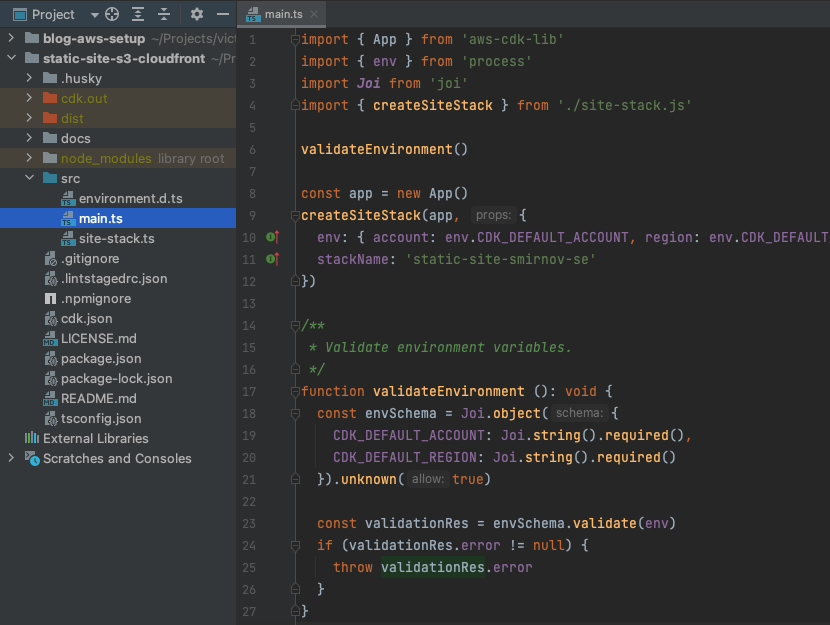 Project
blog-aws-setup ~/Projects/vict
static-site-s3-cloudfront ~/Pr
.husky
cdk.out
dist
docs
node_modules library root
src
environment.d.ts
main.ts
site-stack.ts
.gitignore
.lintstagedrc.json
.npmignore
cdk.json
LICENSE.md
package.json
package-lock.json
README.md
tsconfig.json
External Libraries
Scratches and Consoles
main.ts
1 import { App } from 'aws-cdk-lib'
2 import { env } from 'process'
3 import Joi from 'joi'
4 import { createSiteStack } from './site-stack.js'
5
6 validateEnvironment()
7
8 const app = new App()
9 createSiteStack(app, props: {
10 env: { account: env.CDK_DEFAULT_ACCOUNT, region: env.CDK_DEFAULT
11 stackName: 'static-site-smirnov-se'
12 })
13
14 /**
15 * Validate environment variables.
16 */
17 function validateEnvironment (): void {
18 const envSchema = Joi.object( schema: {
19 CDK_DEFAULT_ACCOUNT: Joi.string().required(),
20 CDK_DEFAULT_REGION: Joi.string().required()
21 }).unknown( allow: true)
22
23 const validationRes = envSchema.validate(env)
24 if (validationRes.error != null) {
25 throw validationRes.error
26 }
27 }